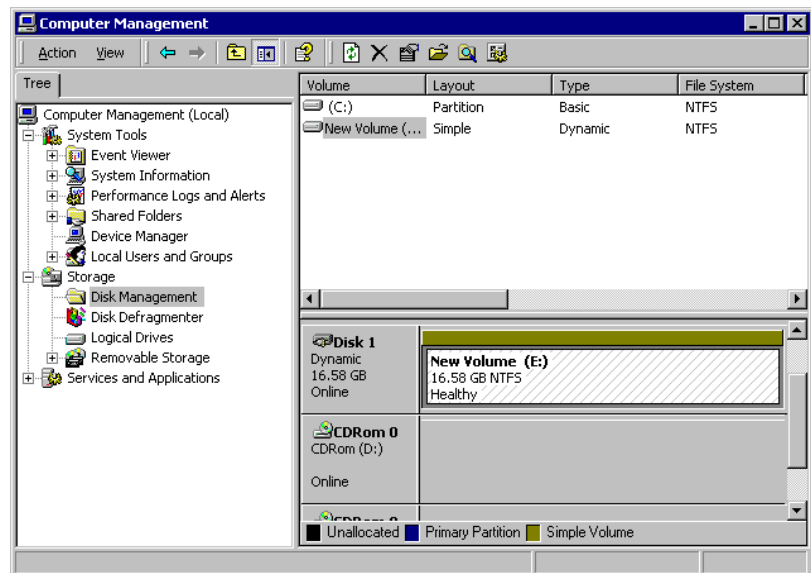 Computer Management
Action View
Tree
Computer Management (Local)
System Tools
Event Viewer
System Information
Performance Logs and Alerts
Shared Folders
Device Manager
Local Users and Groups
Storage
Disk Management
Disk Defragmenter
Logical Drives
Removable Storage
Services and Applications
Volume Layout Type File System
(C:) Partition Basic NTFS
New Volume (... Simple Dynamic NTFS
Disk 1
Dynamic
16.58 GB
Online
New Volume (E:)
16.58 GB NTFS
Healthy
CDRom 0
CDRom (D:)
Online
Unallocated Primary Partition Simple Volume